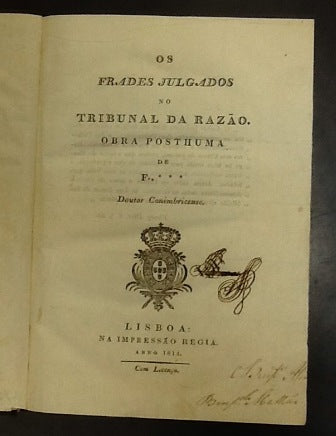 OS
FRADES JULGADOS
NO
TRIBUNAL DA RAZÃO.
OBRA POSTHUMA
DE
F. * * *
Doutor Conimbricense.
LISBOA:
NA IMPRESSÃO REGIA.
ANNO 1814.
Com Licença.